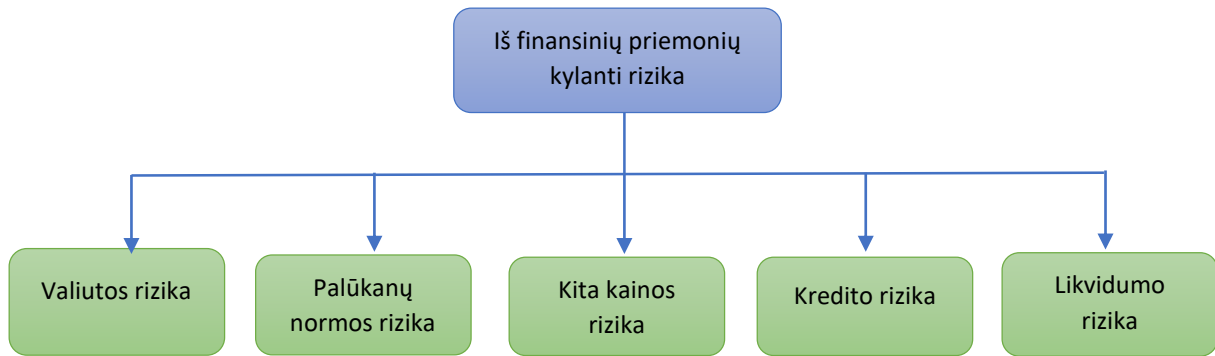 Iš finansinių priemonių
kylanti rizika
Valiutos rizika
Palūkanų
normos rizika
Kita kainos
rizika
Kredito rizika
Likvidumo
rizika